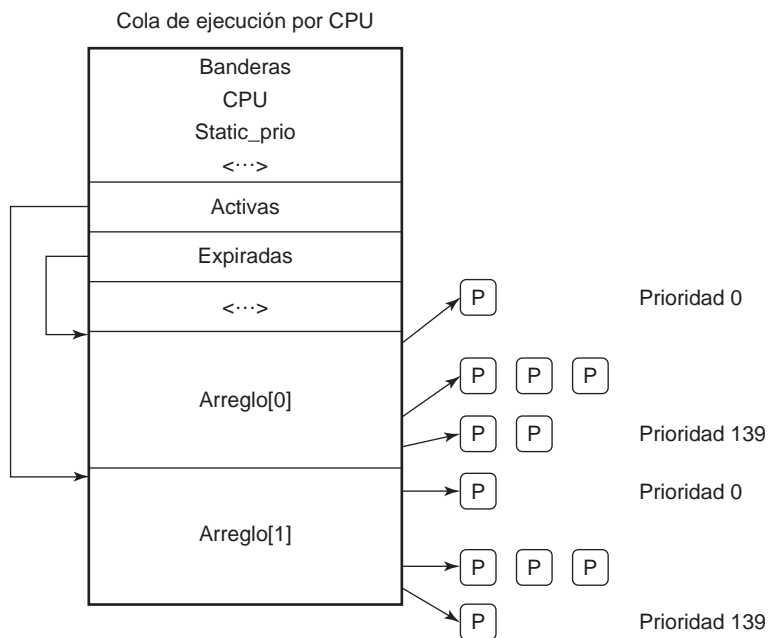 Cola de ejecución por CPU
Banderas
CPU
Static_prio
<···>
Activas
Expiradas
<···>
P Prioridad 0
Arreglo[0]
P P P
P P Prioridad 139
P Prioridad 0
Arreglo[1]
P P P
P Prioridad 139